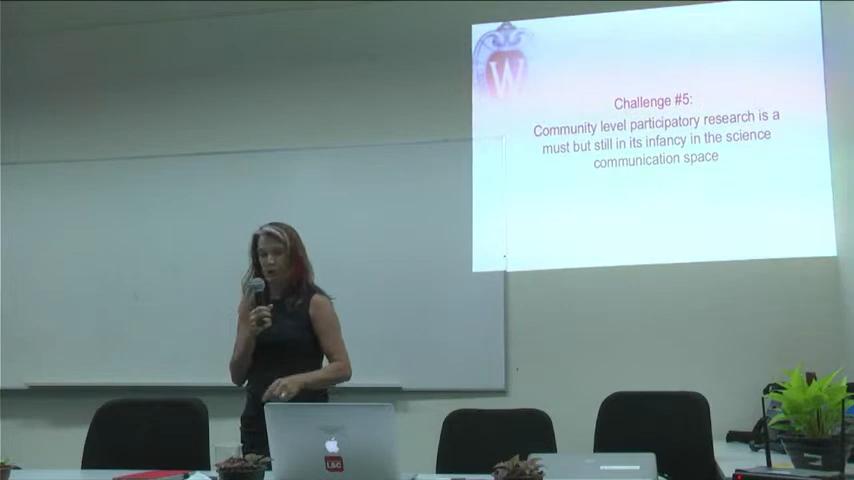 W
Challenge #5:
Community level participatory research is a
must but still in its infancy in the science
communication space